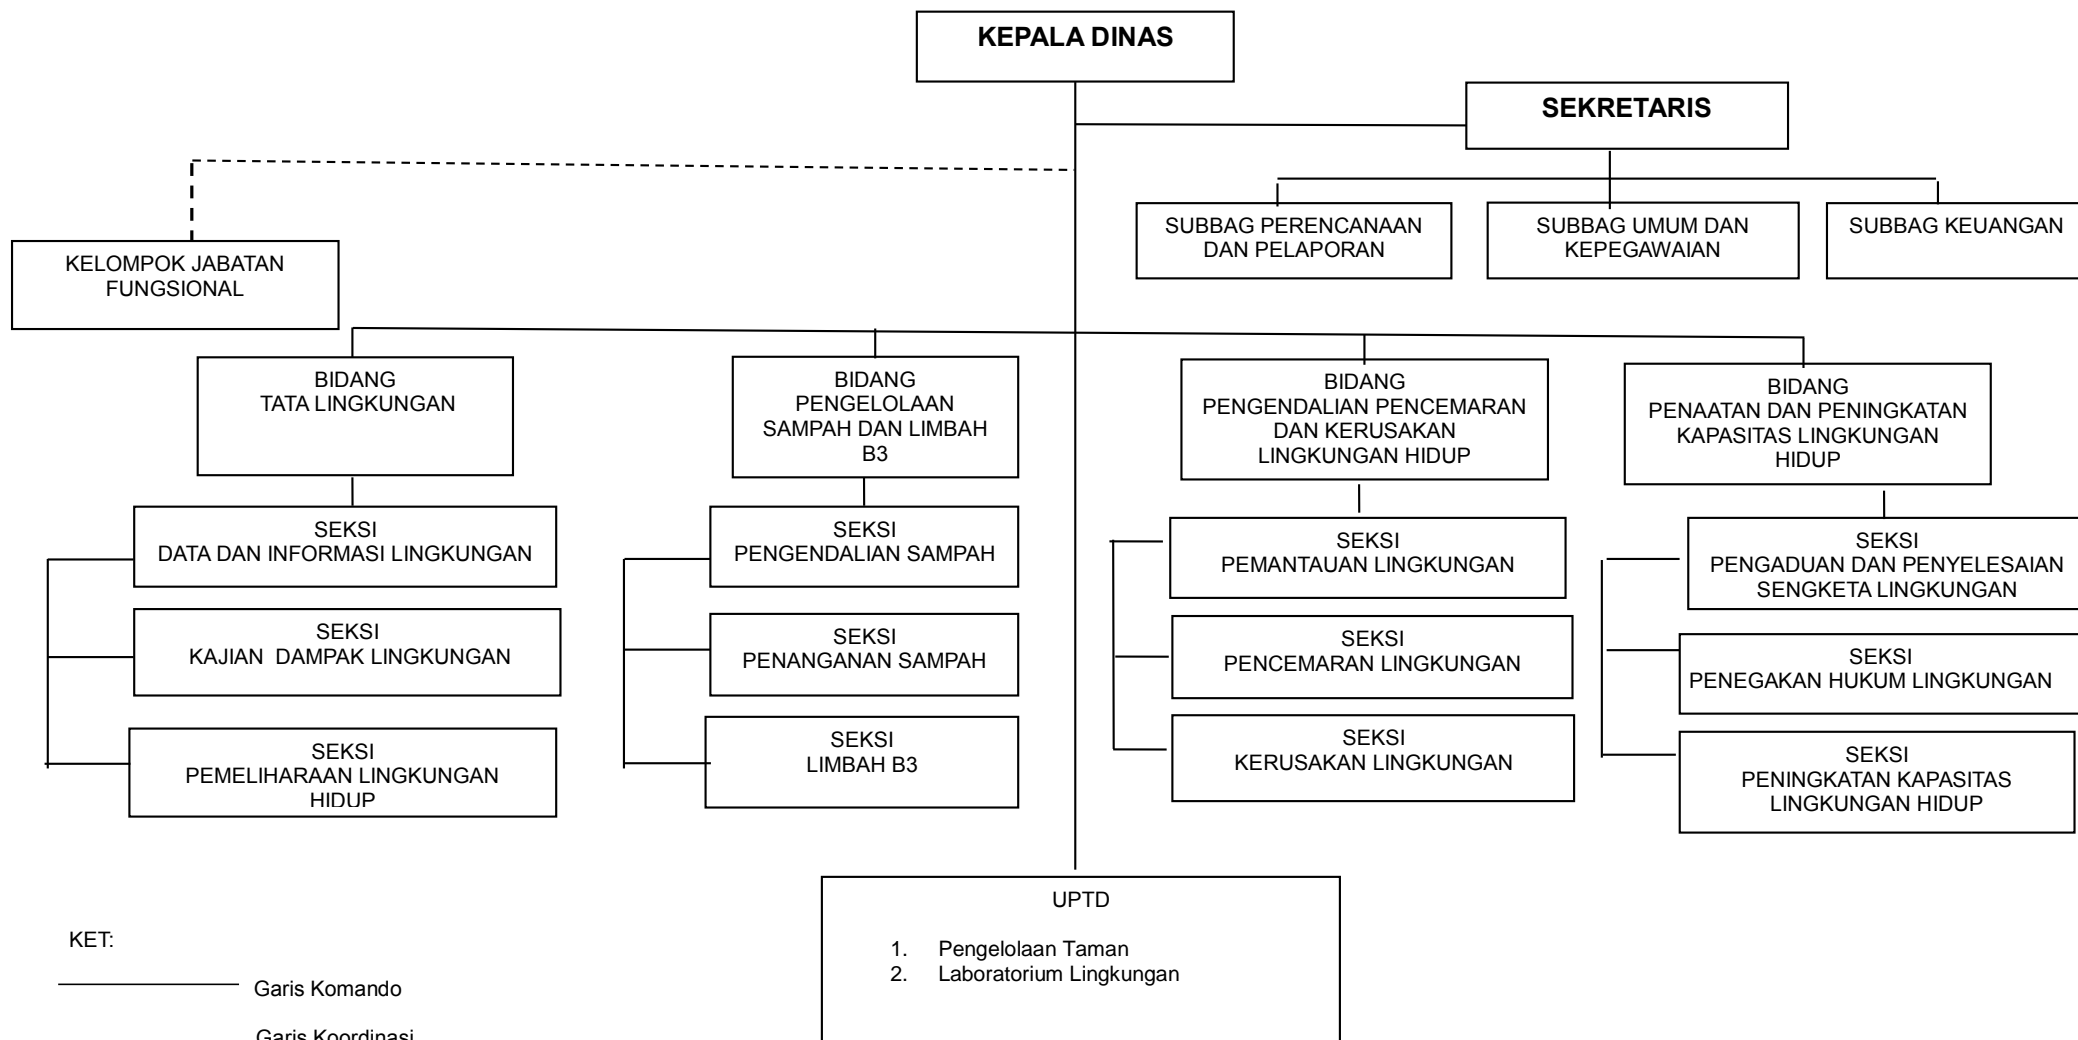 KEPALA DINAS
SEKRETARIS
SUBBAG PERENCANAAN
DAN PELAPORAN
SUBBAG UMUM DAN
KEPEGAWAIAN
SUBBAG KEUANGAN
KELOMPOK JABATAN
FUNGSIONAL
BIDANG
TATA LINGKUNGAN
BIDANG
PENGELOLAAN
SAMPAH DAN LIMBAH
B3
BIDANG
PENGENDALIAN PENCEMARAN
DAN KERUSAKAN
LINGKUNGAN HIDUP
BIDANG
PENAATAN DAN PENINGKATAN
KAPASITAS LINGKUNGAN
HIDUP
SEKSI
DATA DAN INFORMASI LINGKUNGAN
SEKSI
KAJIAN  DAMPAK LINGKUNGAN
SEKSI
PEMELIHARAAN LINGKUNGAN
HIDUP
SEKSI
PENGENDALIAN SAMPAH
SEKSI
PENANGANAN SAMPAH
SEKSI
LIMBAH B3
SEKSI
PEMANTAUAN LINGKUNGAN
SEKSI
PENCEMARAN LINGKUNGAN
SEKSI
KERUSAKAN LINGKUNGAN
SEKSI
PENGADUAN DAN PENYELESAIAN
SENGKETA LINGKUNGAN
SEKSI
PENEGAKAN HUKUM LINGKUNGAN
SEKSI
PENINGKATAN KAPASITAS
LINGKUNGAN HIDUP
UPTD
1. Pengelolaan Taman
2. Laboratorium Lingkungan
KET:
Garis Komando
Garis Koordinasi